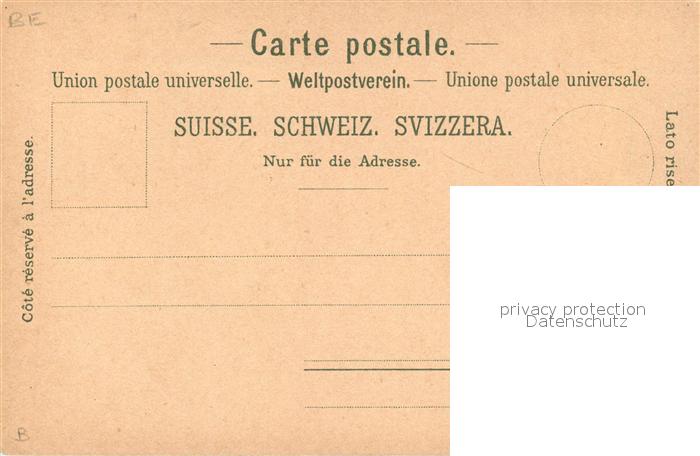 BE
— Carte postale. —
Union postale universelle. — Weltpostverein. — Unione postale universale.
SUISSE. SCHWEIZ. SVIZZERA.
Nur für die Adresse.
Côté réservé à l'adresse.
Lato
privacy protection
Datenschutz
B